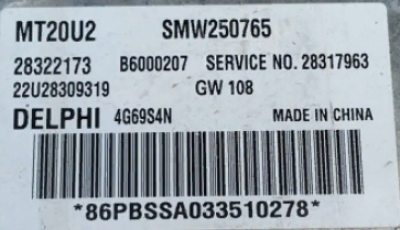 MT20U2 SMW250765
28322173 B6000207 SERVICE NO. 28317963
22U28309319 GW 108
DELPHI 4G69S4N MADE IN CHINA
*86PBSSA033510278*